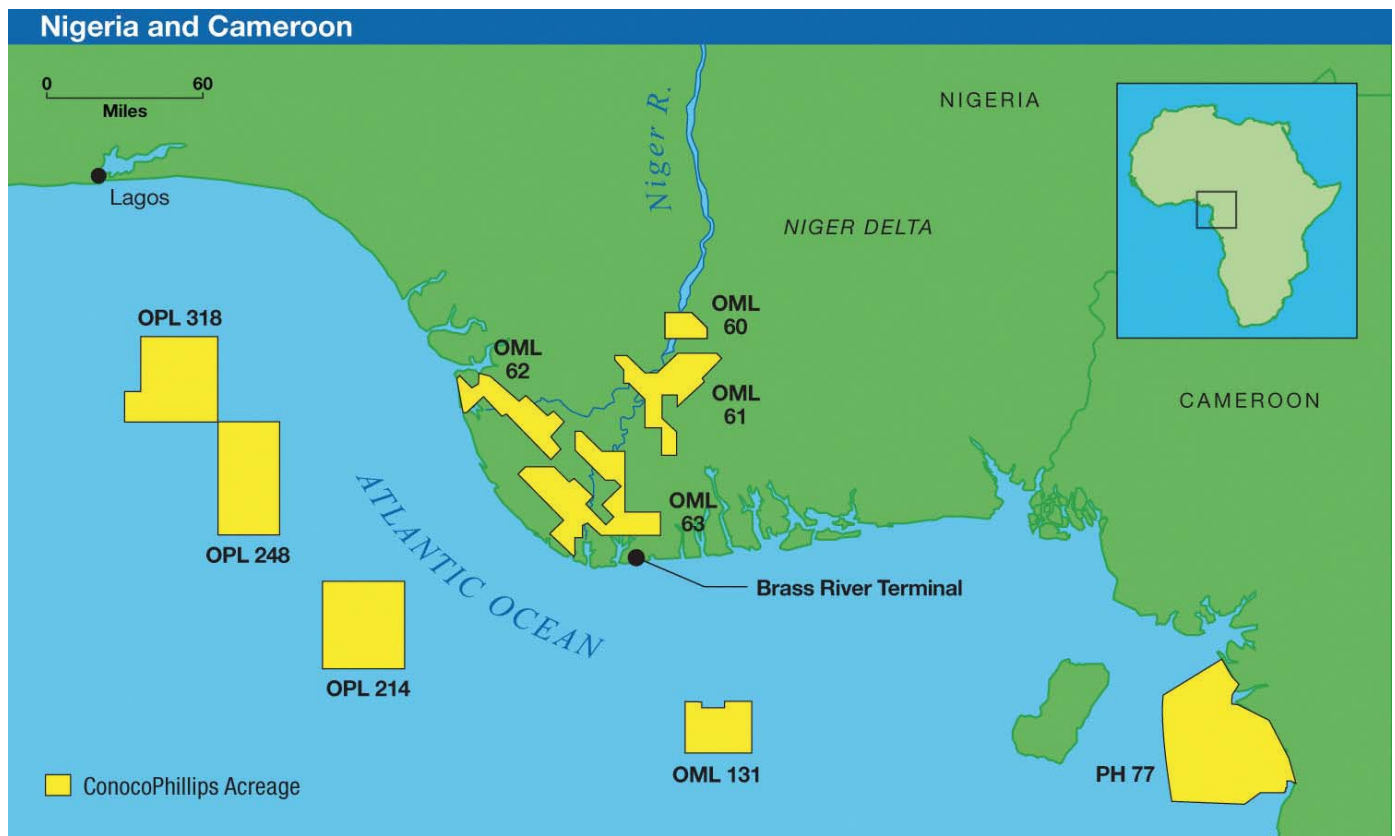 Nigeria and Cameroon
0
60
Miles
Niger R.
NIGERIA
Lagos
NIGER DELTA
OPL 318
OML
60
OML
62
OML
61
CAMEROON
ATLANTIC OCEAN
OML
63
OPL 248
Brass River Terminal
OPL 214
OML 131
PH 77
ConocoPhillips Acreage